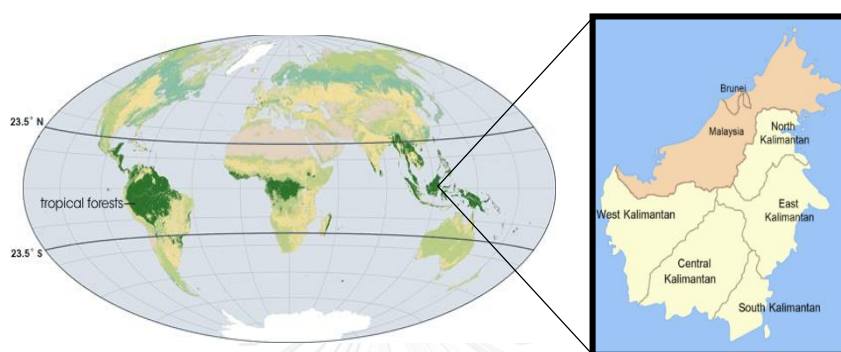 23.5° N
tropical forests
23.5° S
Brunei
Malaysia
North
Kalimantan
West Kalimantan
East
Kalimantan
Central
Kalimantan
South Kalimantan